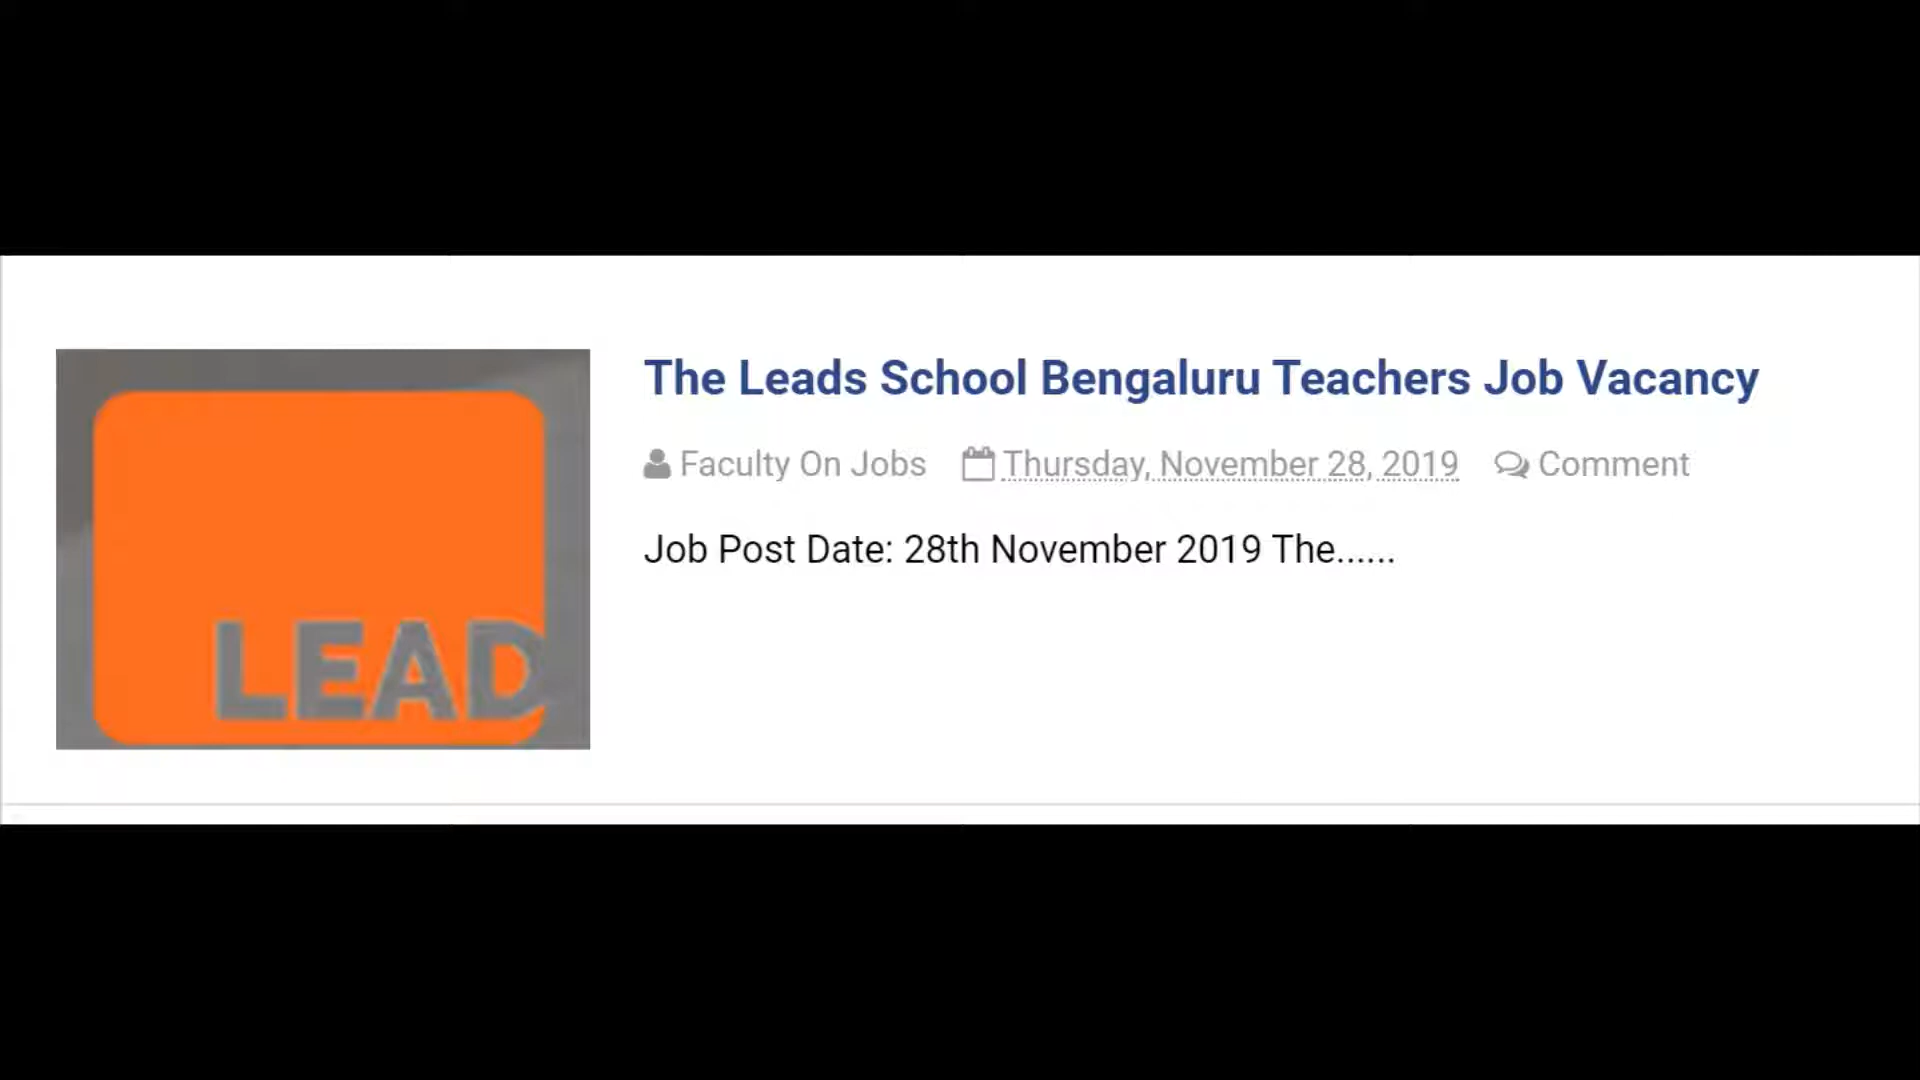 The Leads School Bengaluru Teachers Job Vacancy
Faculty On Jobs Thursday, November 28, 2019 Comment
Job Post Date: 28th November 2019 The......
LEAD